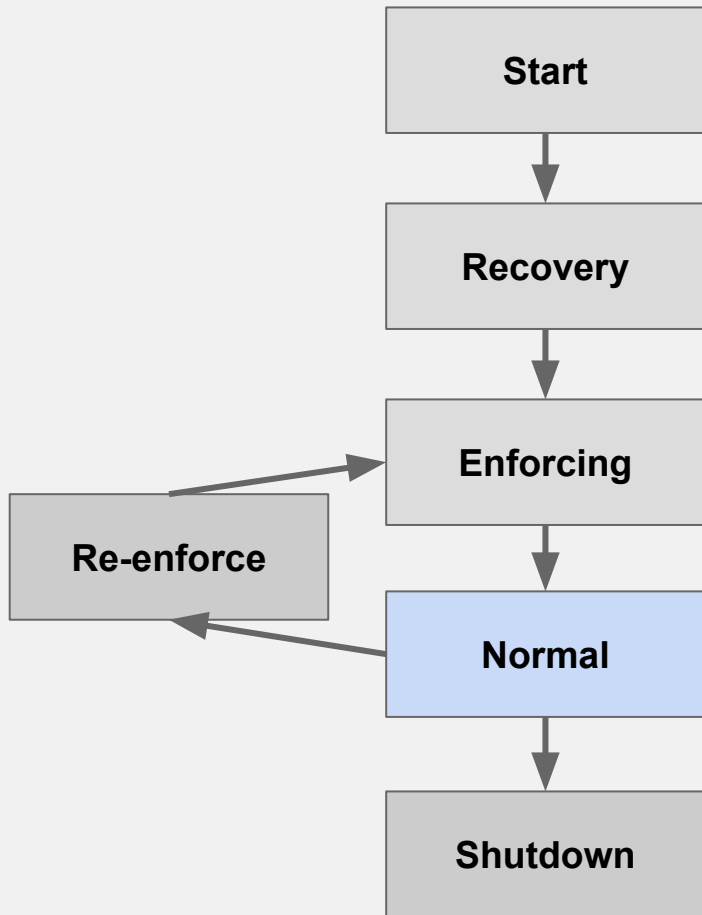 Start
Recovery
Enforcing
Re-enforce
Normal
Shutdown